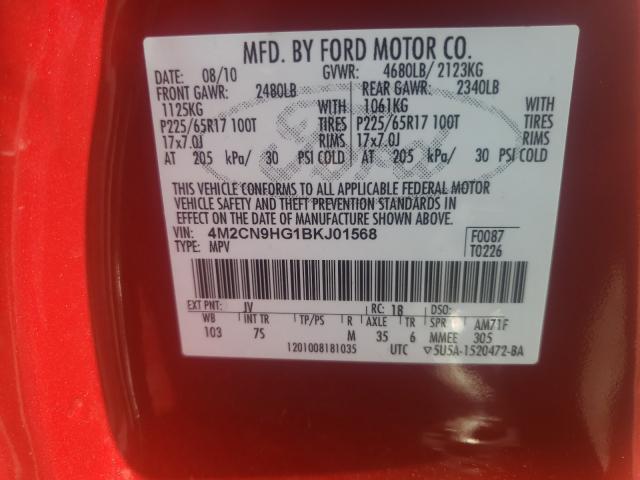 MFD. BY FORD MOTOR CO.
DATE: 08/10 GVWR: 4680LB/ 2123KG
FRONT GAWR: 2480LB REAR GAWR: 2340LB
1125KG WITH 1061KG WITH
P225/65R17 100T TIRES P225/65R17 100T TIRES
17x7.0J RIMS 17x7.0J RIMS
AT 205 kPa/ 30 PSI COLD AT 205 kPa/ 30 PSI COLD
Ford
THIS VEHICLE CONFORMS TO ALL APPLICABLE FEDERAL MOTOR
VEHICLE SAFETY AND THEFT PREVENTION STANDARDS IN
EFFECT ON THE DATE OF MANUFACTURE SHOWN ABOVE.
VIN: 4M2CN9HG1BKJ01568 F0087
TYPE: MPV T0226
EXT PNT: JV RC: 18 DSO:
WB INT TR TP/PS R AXLE TR SPR AM71F
103 75 M 35 6 MMEE 305
1201008181035 UTC ▽5U5A-1520472-BA